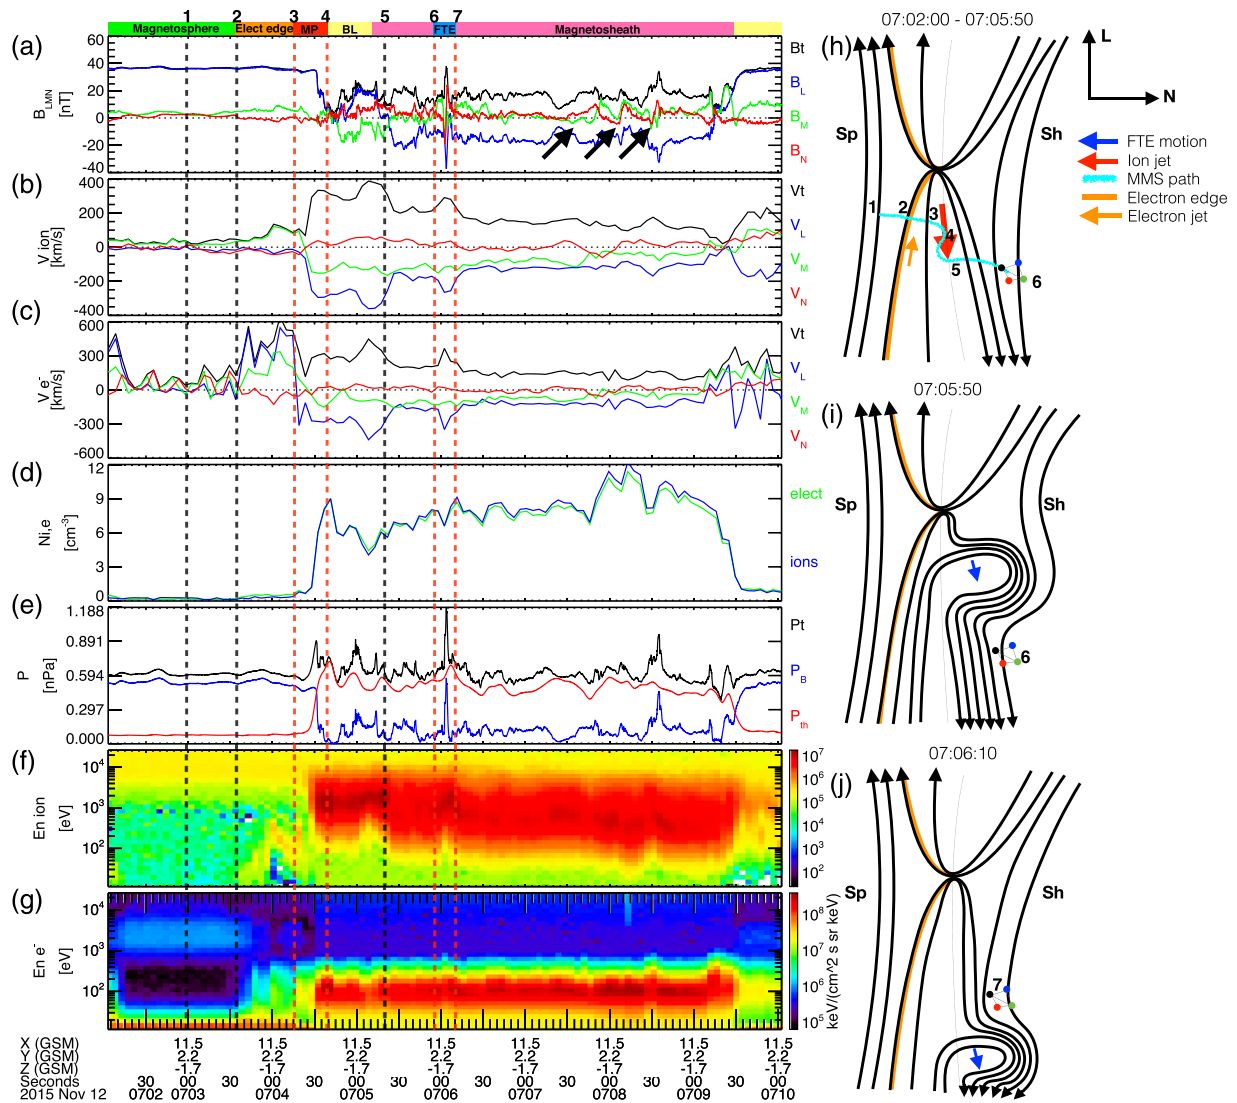 1 2 3 4 5 6 7
Magnetosphere Elect edge MP BL FTE Magnetosheath
(a)
60
40
20
0
-20
-40
B_LMN
[nT]
Bt
B_L
B_M
B_N
(b)
400
200
0
-200
-400
V ion
[km/s]
Vt
V_L
V_M
V_N
(c)
600
300
0
-300
-600
V e^-
[km/s]
Vt
V_L
V_M
V_N
(d)
12
9
6
3
0
Ni,e
[cm^-3]
elect
ions
(e)
1.188
0.891
0.594
0.297
0.000
P
[nPa]
Pt
P_B
P_th
(f)
10^4
10^3
10^2
En ion
[eV]
10^7
10^6
10^5
10^4
10^3
10^2
(g)
10^4
10^3
10^2
En e^-
[eV]
10^8
10^7
10^6
10^5
keV/(cm^2 s sr keV)
X (GSM) 11.5 11.5 11.5 11.5 11.5 11.5 11.5 11.5
Y (GSM) 2.2 2.2 2.2 2.2 2.2 2.2 2.2 2.2
Z (GSM) -1.7 -1.7 -1.7 -1.7 -1.7 -1.7 -1.7 -1.7
Seconds 30 00 30 00 30 00 30 00 30 00 30 00 30 00 30 00
2015 Nov 12 0702 0703 0704 0705 0706 0707 0708 0709 0710
(h)
07:02:00 - 07:05:50
Sp
Sh
1 2 3
4
5
6
L
N
FTE motion
Ion jet
MMS path
Electron edge
Electron jet
(i)
07:05:50
Sp
Sh
6
(j)
07:06:10
Sp
Sh
7